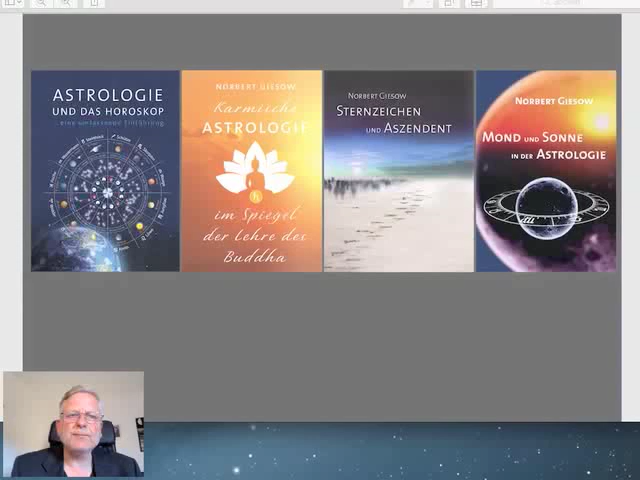 ASTROLOGIE
UND DAS HOROSKOP
eine umfassende Einführung
NORBERT GIESOW
Karmische
ASTROLOGIE
im Spiegel
der Lehre des
Buddha
NORBERT GIESOW
STERNZEICHEN
UND ASZENDENT
NORBERT GIESOW
MOND UND SONNE
IN DER ASTROLOGIE